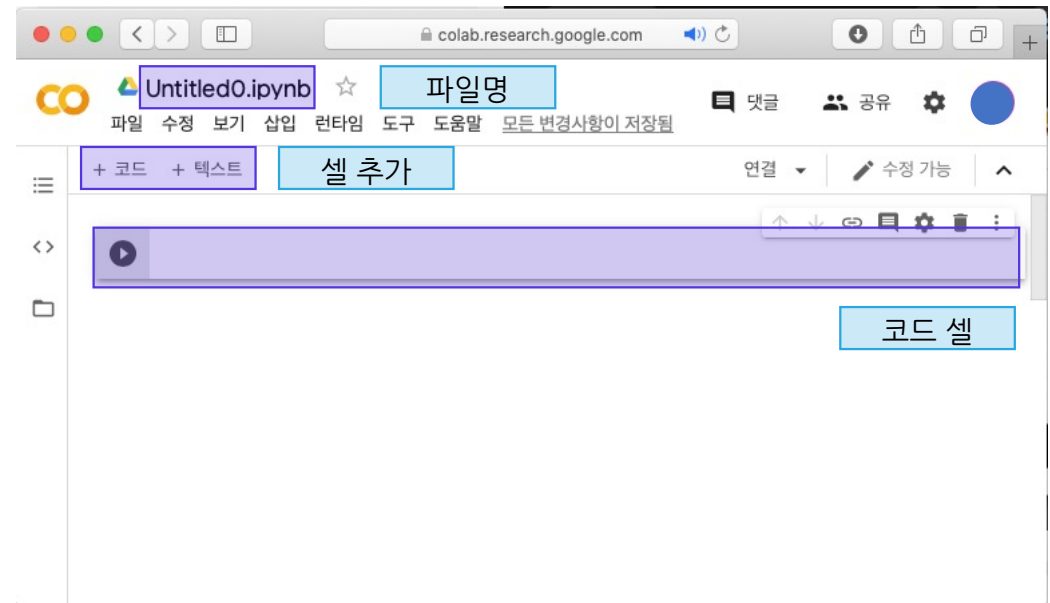 colab.research.google.com
Untitled0.ipynb 파일명
댓글 공유
파일 수정 보기 삽입 런타임 도구 도움말 모든 변경사항이 저장됨
+ 코드 + 텍스트 셀 추가 연결 수정 가능
코드 셀